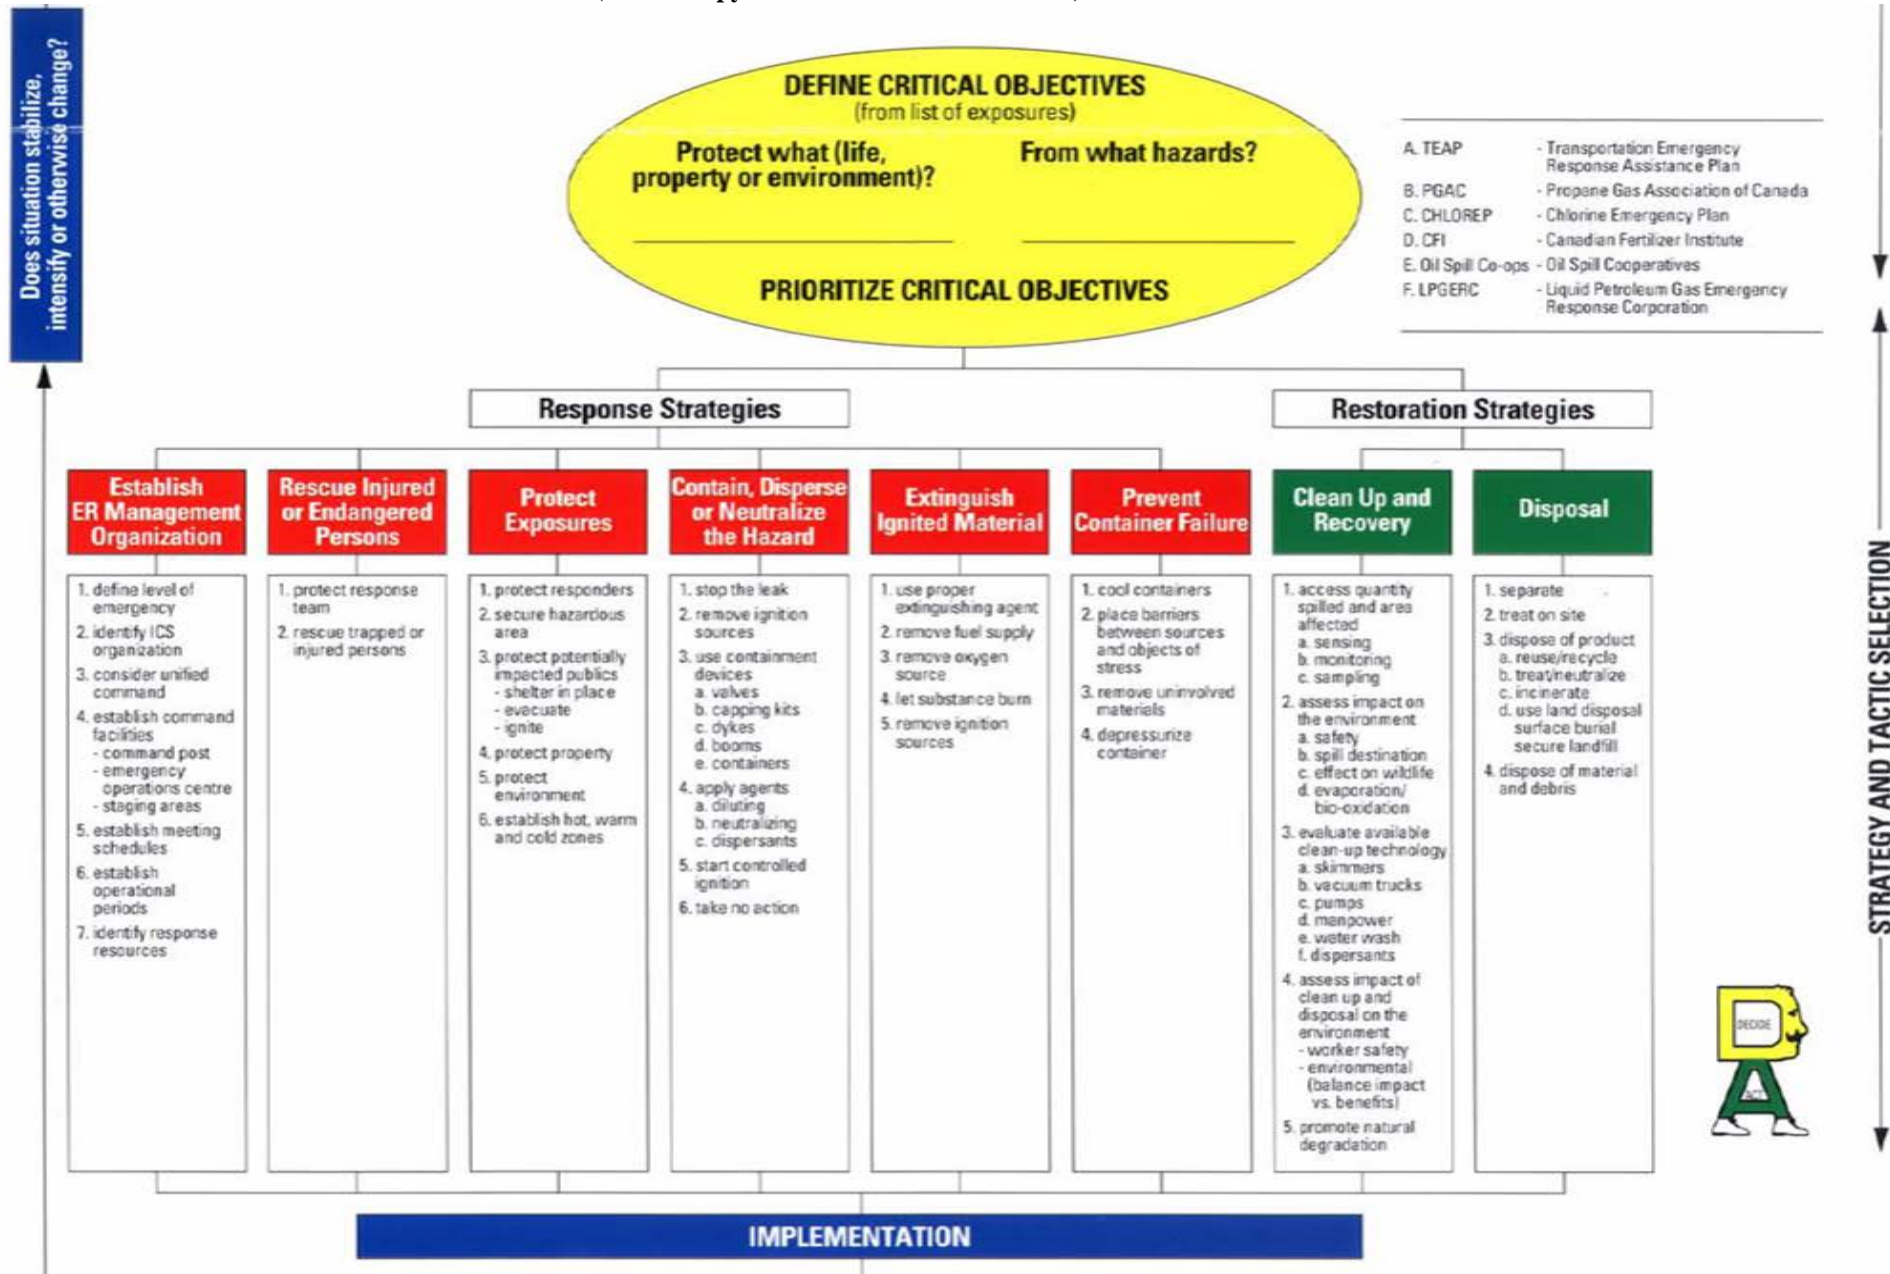 Does situation stabilize,
intensify or otherwise change?
DEFINE CRITICAL OBJECTIVES
(from list of exposures)
Protect what (life,
property or environment)?
From what hazards?
PRIORITIZE CRITICAL OBJECTIVES
A. TEAP - Transportation Emergency
Response Assistance Plan
B. PGAC - Propane Gas Association of Canada
C. CHLOREP - Chlorine Emergency Plan
D. CFI - Canadian Fertilizer Institute
E. Oil Spill Co-ops - Oil Spill Cooperatives
F. LPGERC - Liquid Petroleum Gas Emergency
Response Corporation
Response Strategies
Restoration Strategies
Establish
ER Management
Organization
1. define level of
emergency
2. identify ICS
organization
3. consider unified
command
4. establish command
facilities
- command post
- emergency
operations centre
- staging areas
5. establish meeting
schedules
6. establish
operational
periods
7. identify response
resources
Rescue Injured
or Endangered
Persons
1. protect response
team
2. rescue trapped or
injured persons
Protect
Exposures
1. protect responders
2. secure hazardous
area
3. protect potentially
impacted publics
- shelter in place
- evacuate
- ignite
4. protect property
5. protect
environment
6. establish hot, warm
and cold zones
Contain, Disperse
or Neutralize
the Hazard
1. stop the leak
2. remove ignition
sources
3. use containment
devices
a. valves
b. capping kits
c. dykes
d. booms
e. containers
4. apply agents
a. diluting
b. neutralizing
c. dispersants
5. start controlled
ignition
6. take no action
Extinguish
Ignited Material
1. use proper
extinguishing agent
2. remove fuel supply
3. remove oxygen
source
4. let substance burn
5. remove ignition
sources
Prevent
Container Failure
1. cool containers
2. place barriers
between sources
and objects of
stress
3. remove uninvolved
materials
4. depressurize
container
Clean Up and
Recovery
1. access quantity
spilled and area
affected
a. sensing
b. monitoring
c. sampling
2. assess impact on
the environment
a. safety
b. spill destination
c. effect on wildlife
d. evaporation/
bio-oxidation
3. evaluate available
clean-up technology
a. skimmers
b. vacuum trucks
c. pumps
d. manpower
e. water wash
f. dispersants
4. assess impact of
clean up and
disposal on the
environment
- worker safety
- environmental
(balance impact
vs. benefits)
5. promote natural
degradation
Disposal
1. separate
2. treat on site
3. dispose of product
a. reuse/recycle
b. treat/neutralize
c. incinerate
d. use land disposal
surface burial
secure landfill
4. dispose of material
and debris
STRATEGY AND TACTIC SELECTION
DECIDE
ACT
IMPLEMENTATION